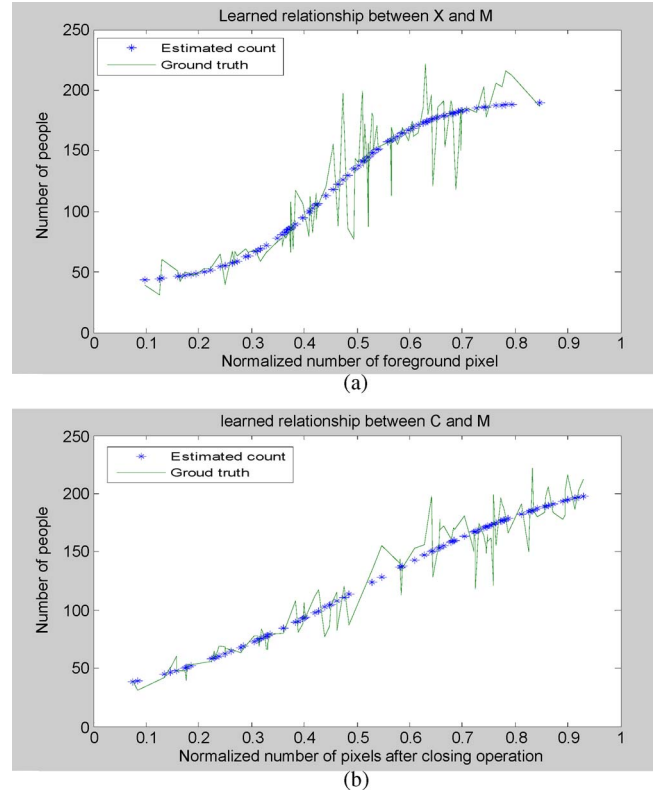 Learned relationship between X and M
250
200
150
100
50
0
Number of people
Estimated count
Ground truth
0 0.1 0.2 0.3 0.4 0.5 0.6 0.7 0.8 0.9 1
Normalized number of foreground pixel
(a)
learned relationship between C and M
250
200
150
100
50
0
Number of people
Estimated count
Groud truth
0 0.1 0.2 0.3 0.4 0.5 0.6 0.7 0.8 0.9 1
Normalized number of pixels after closing operation
(b)